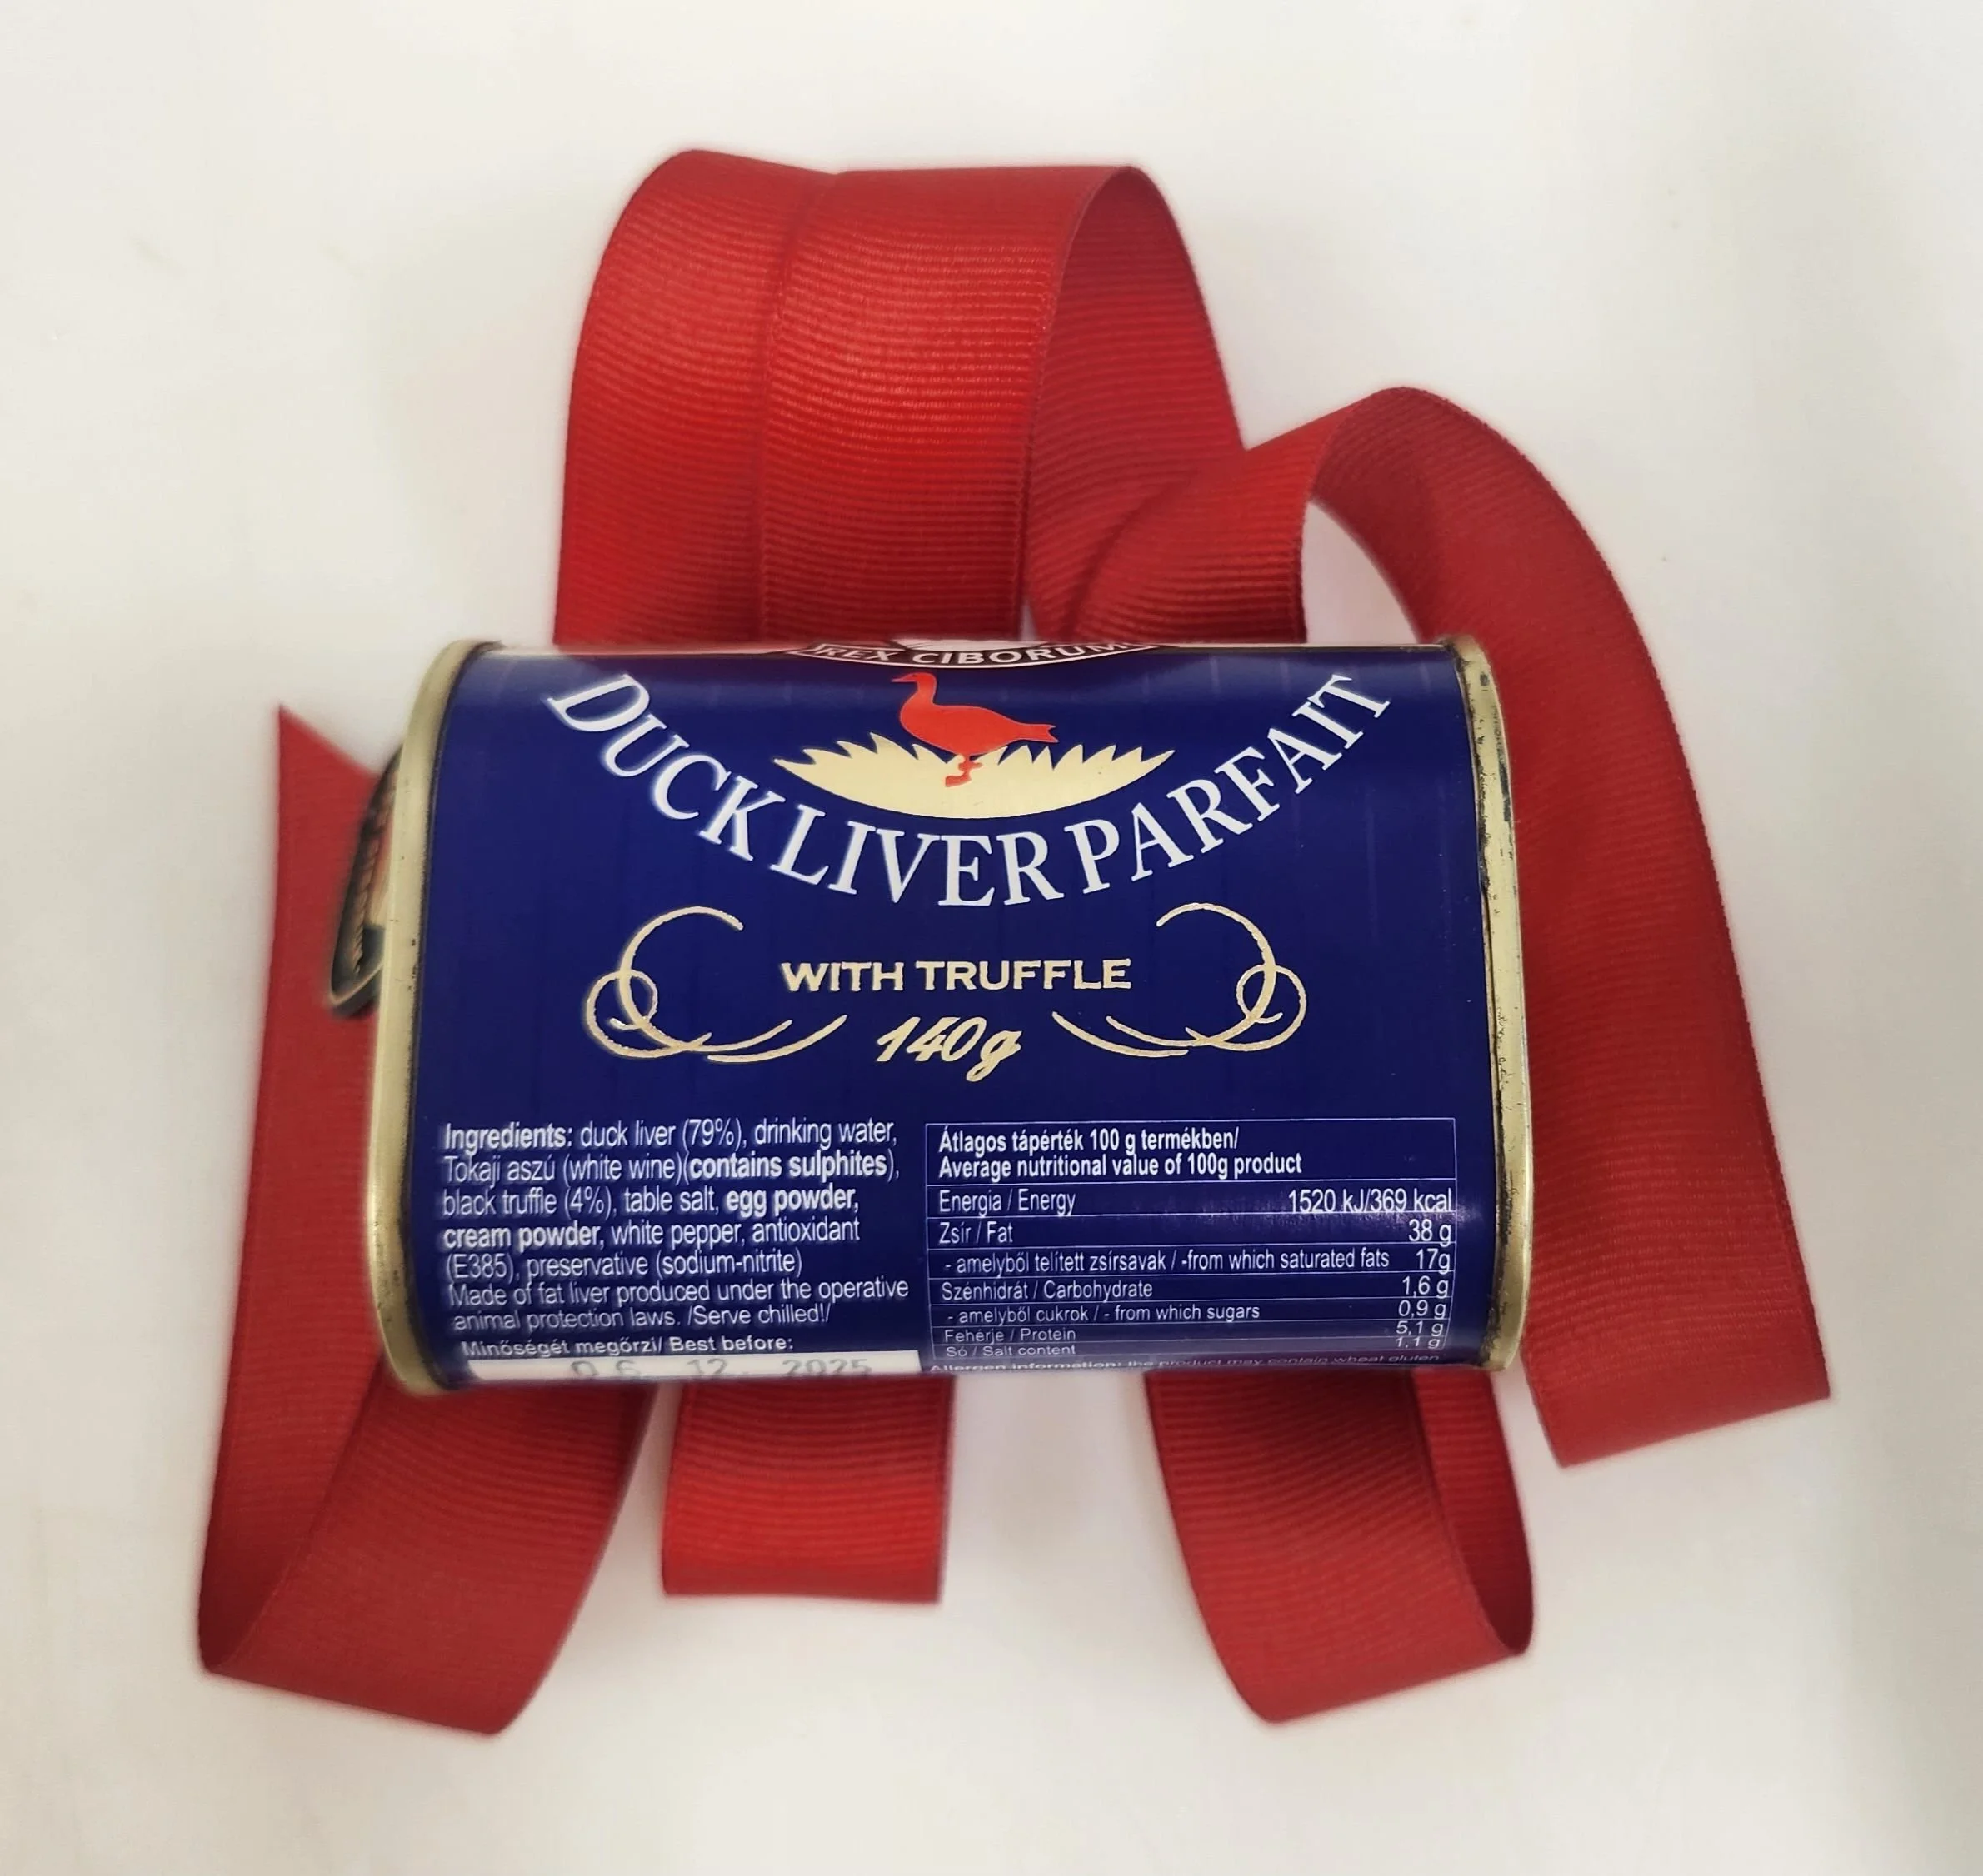 REX CIBORUM
DUCK LIVER PARFAIT
WITH TRUFFLE
140g
Ingredients: duck liver (79%), drinking water,
Tokaji aszú (white wine)(contains sulphites),
black truffle (4%), table salt, egg powder,
cream powder, white pepper, antioxidant
(E385), preservative (sodium-nitrite)
Made of fat liver produced under the operative
animal protection laws. /Serve chilled!/
Minőségét megőrzi/ Best before:
06 12 2025
Átlagos tápérték 100 g termékben/
Average nutritional value of 100g product
Energia / Energy 1520 kJ/369 kcal
Zsír / Fat 38 g
- amelyből telített zsírsavak / -from which saturated fats 17g
Szénhidrát / Carbohydrate 1,6 g
- amelyből cukrok / - from which sugars 0,9 g
Fehérje / Protein 5,1 g
Só / Salt content 1,1 g
Allergen information: the product may contain wheat gluten